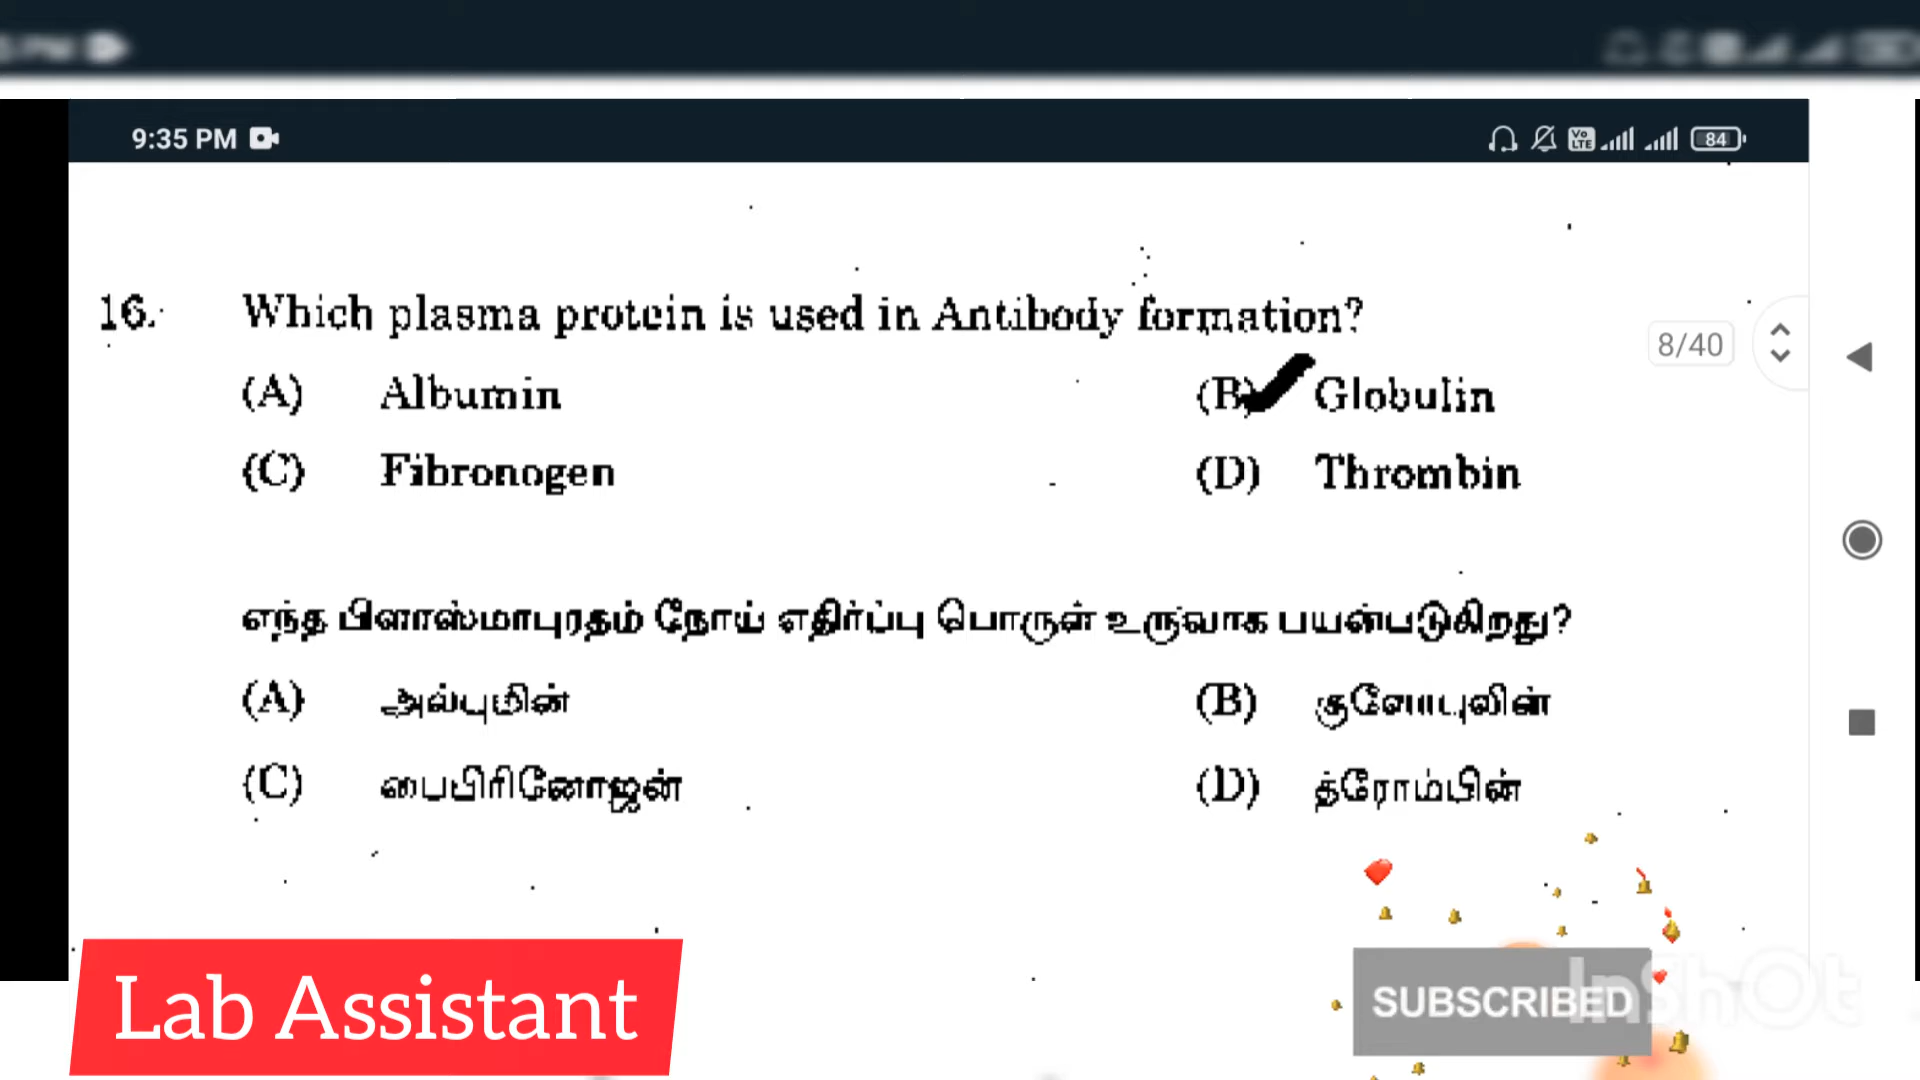 9:35 PM
84
16. Which plasma protein is used in Antibody formation?
8/40
(A) Albumin (B) Globulin
(C) Fibronogen (D) Thrombin
எந்த பிளாஸ்மாபுரதம் நோய் எதிர்ப்பு பொருள் உருவாக பயன்படுகிறது?
(A) அல்புமின் (B) குளோபுலின்
(C) பைபிரினோஜன் (D) த்ரோம்பின்
Lab Assistant
SUBSCRIBED
InShOt